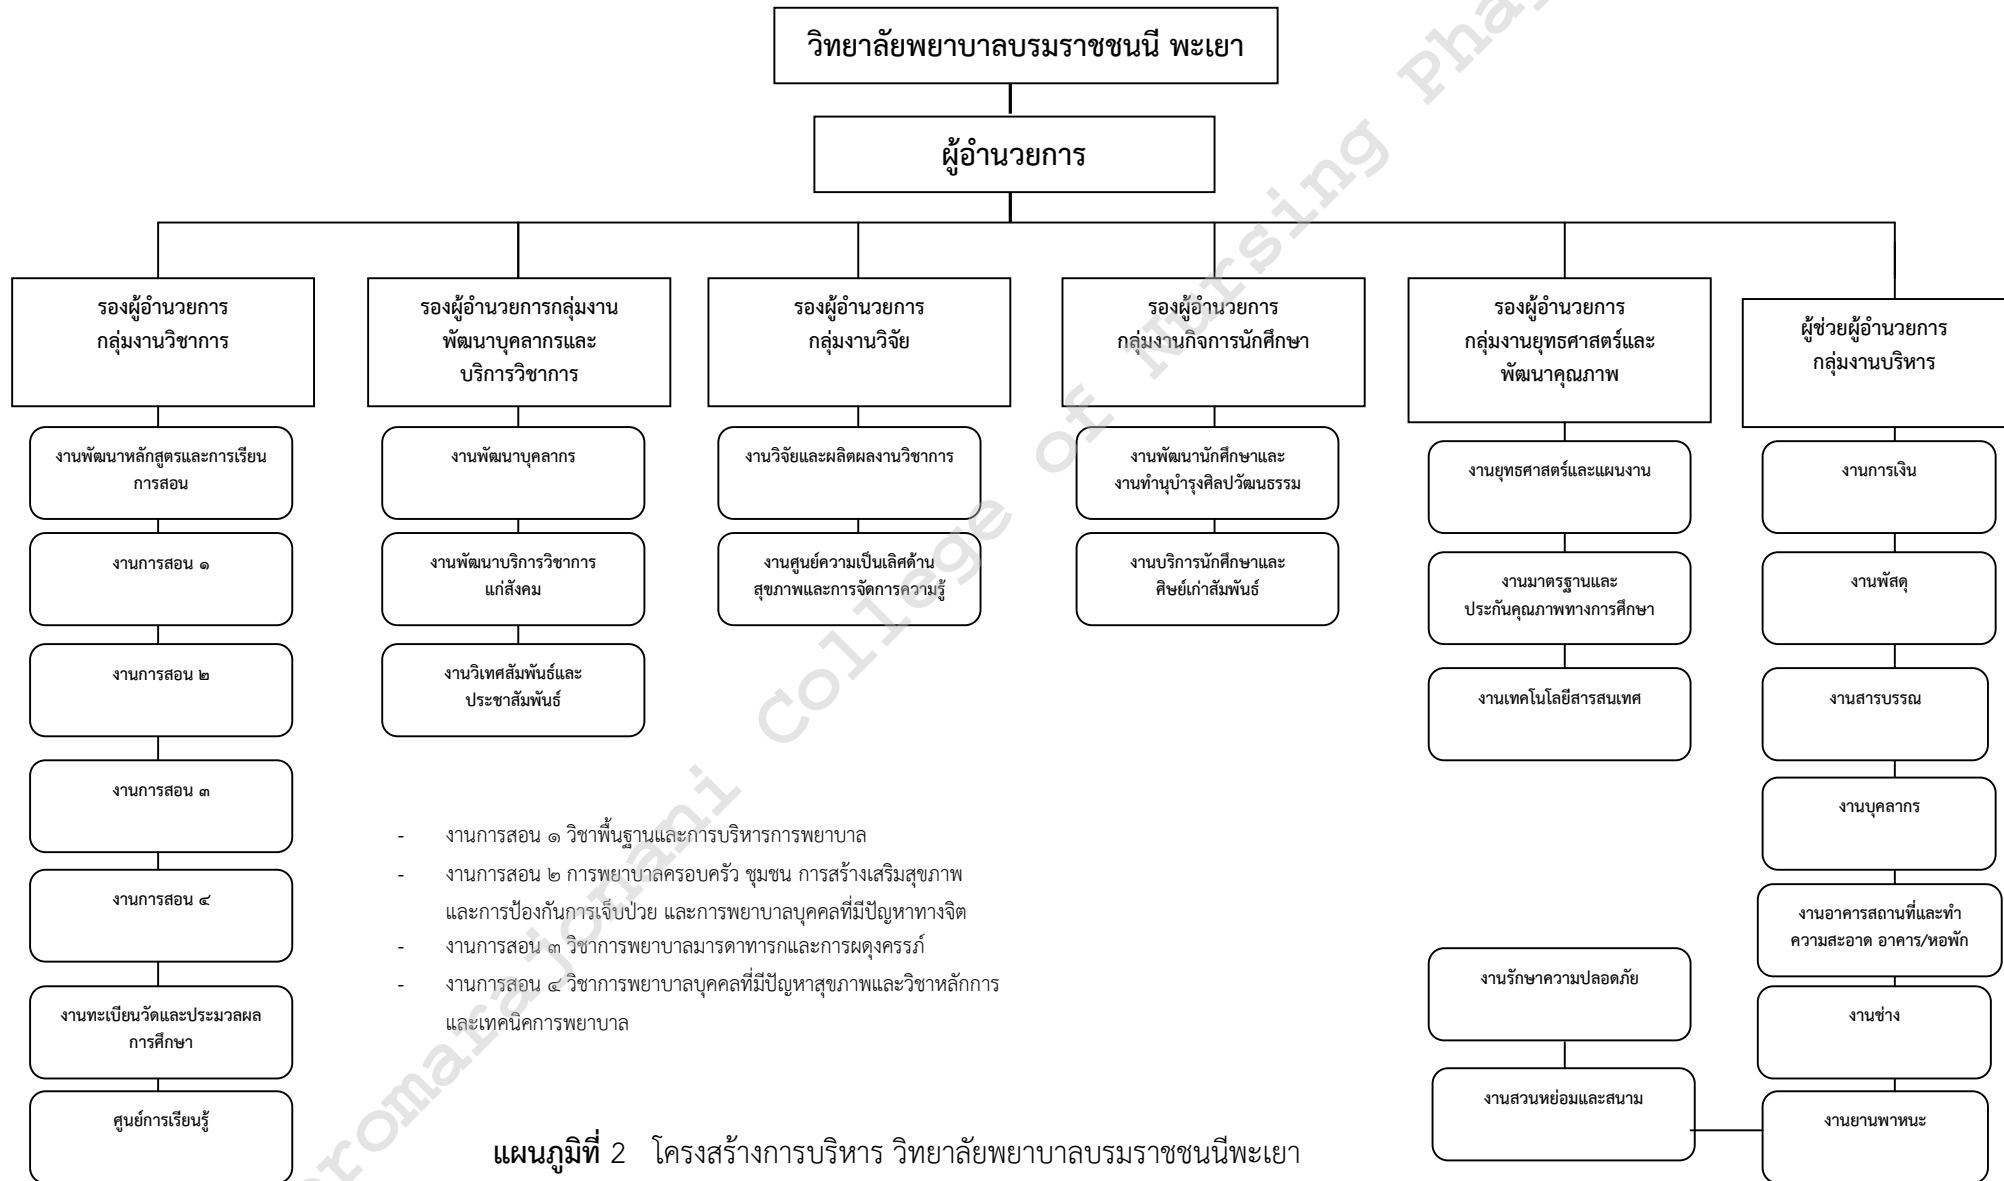 วิทยาลัยพยาบาลบรมราชชนนี พะเยา
ผู้อำนวยการ
รองผู้อำนวยการ
กลุ่มงานวิชาการ
รองผู้อำนวยการกลุ่มงาน
พัฒนาบุคลากรและ
บริการวิชาการ
รองผู้อำนวยการ
กลุ่มงานวิจัย
รองผู้อำนวยการ
กลุ่มงานกิจการนักศึกษา
รองผู้อำนวยการ
กลุ่มงานยุทธศาสตร์และ
พัฒนาคุณภาพ
ผู้ช่วยผู้อำนวยการ
กลุ่มงานบริหาร
งานพัฒนาหลักสูตรและการเรียน
การสอน
งานการสอน ๑
งานการสอน ๒
งานการสอน ๓
งานการสอน ๔
งานทะเบียนวัดและประมวลผล
การศึกษา
ศูนย์การเรียนรู้
งานพัฒนาบุคลากร
งานพัฒนาบริการวิชาการ
แก่สังคม
งานวิเทศสัมพันธ์และ
ประชาสัมพันธ์
งานวิจัยและผลิตผลงานวิชาการ
งานศูนย์ความเป็นเลิศด้าน
สุขภาพและการจัดการความรู้
งานพัฒนานักศึกษาและ
งานทำนุบำรุงศิลปวัฒนธรรม
งานบริการนักศึกษาและ
ศิษย์เก่าสัมพันธ์
งานยุทธศาสตร์และแผนงาน
งานมาตรฐานและ
ประกันคุณภาพทางการศึกษา
งานเทคโนโลยีสารสนเทศ
งานการเงิน
งานพัสดุ
งานสารบรรณ
งานบุคลากร
งานอาคารสถานที่และทำ
ความสะอาด อาคาร/หอพัก
งานช่าง
งานยานพาหนะ
งานรักษาความปลอดภัย
งานสวนหย่อมและสนาม
- งานการสอน ๑ วิชาพื้นฐานและการบริหารการพยาบาล
- งานการสอน ๒ การพยาบาลครอบครัว ชุมชน การสร้างเสริมสุขภาพ
และการป้องกันการเจ็บป่วย และการพยาบาลบุคคลที่มีปัญหาทางจิต
- งานการสอน ๓ วิชาการพยาบาลมารดาทารกและการผดุงครรภ์
- งานการสอน ๔ วิชาการพยาบาลบุคคลที่มีปัญหาสุขภาพและวิชาหลักการ
และเทคนิคการพยาบาล
แผนภูมิที่ 2 โครงสร้างการบริหาร วิทยาลัยพยาบาลบรมราชชนนีพะเยา
romarajonani College of Nursing Pha